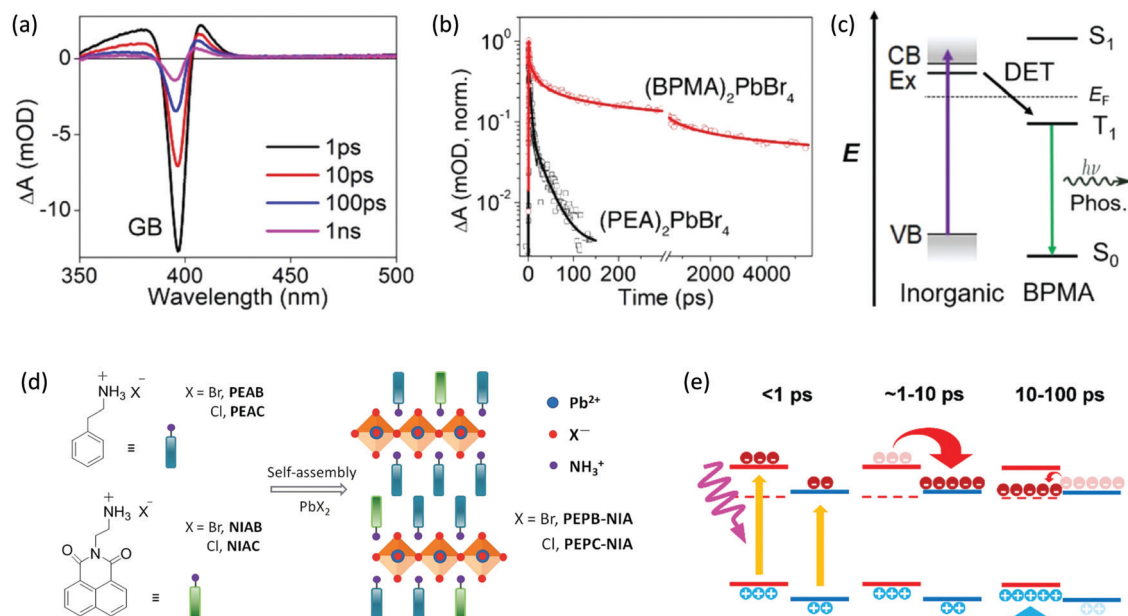 (a)
0
-5
-10
ΔA (mOD)
GB
1ps
10ps
100ps
1ns
350
400
450
500
Wavelength (nm)
(b)
10⁰
10⁻¹
10⁻²
ΔA (mOD, norm.)
(BPMA)₂PbBr₄
(PEA)₂PbBr₄
0
100
200
2000
4000
Time (ps)
(c)
E
CB
Ex
VB
DET
S₁
E_F
T₁
hν
Phos.
S₀
Inorganic
BPMA
(d)
+
NH₃ X⁻
X = Br, PEAB
Cl, PEAC
≡
+
NH₃ X⁻
X = Br, NIAB
Cl, NIAC
O
N
O
≡
Self-assembly
PbX₂
Pb²⁺
X⁻
NH₃⁺
X = Br, PEPB-NIA
Cl, PEPC-NIA
(e)
<1 ps
~1-10 ps
10-100 ps